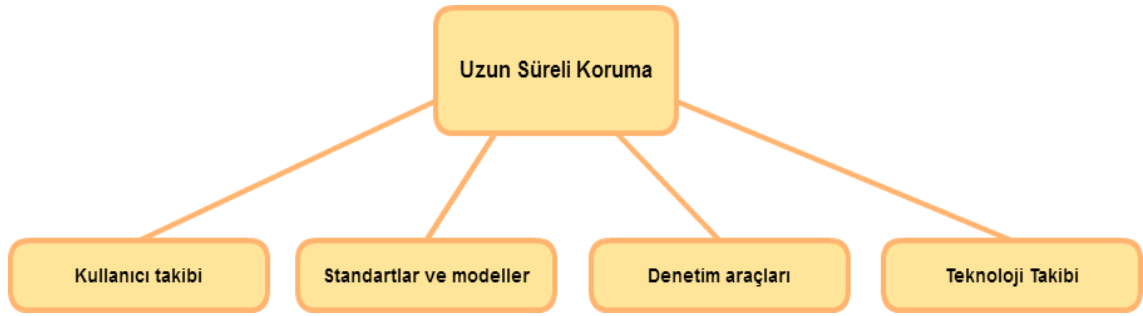 Uzun Süreli Koruma
Kullanıcı takibi
Standartlar ve modeller
Denetim araçları
Teknoloji Takibi